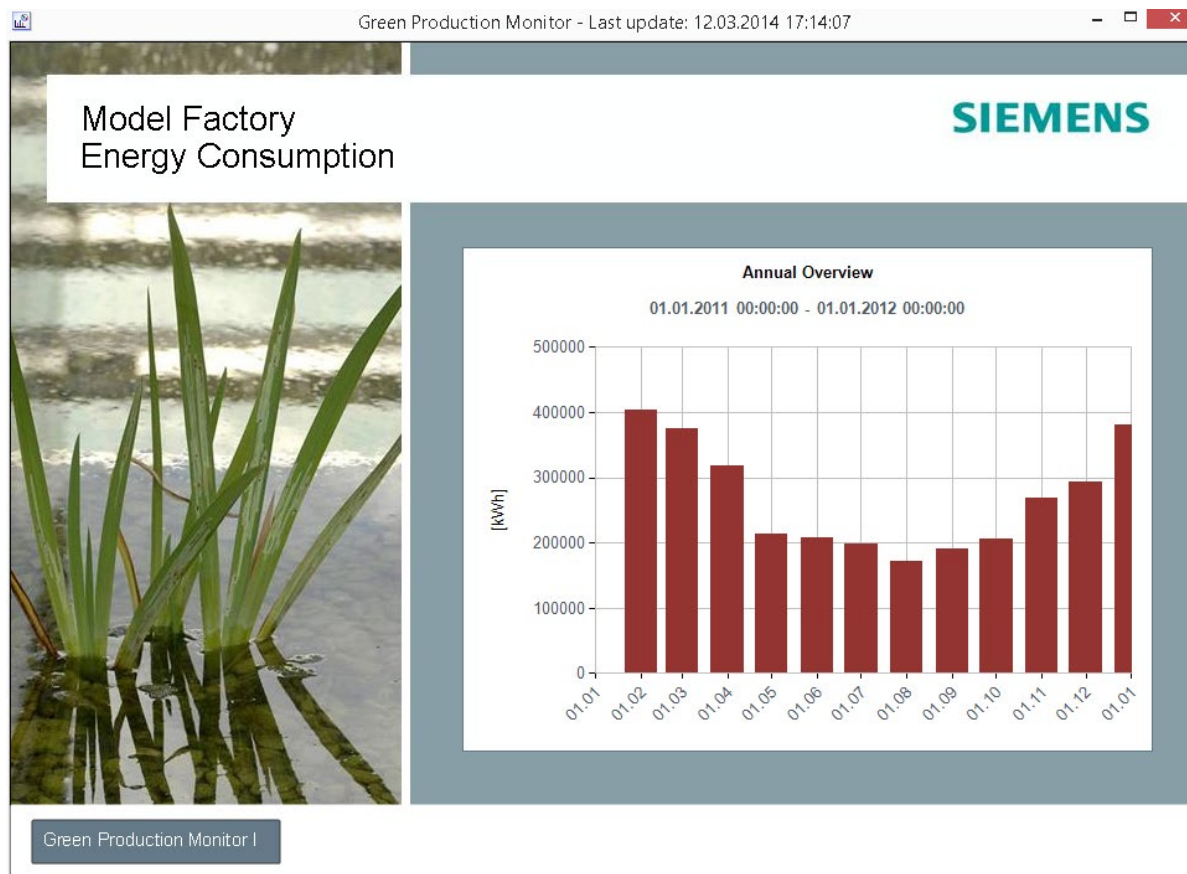 Green Production Monitor - Last update: 12.03.2014 17:14:07
Model Factory
Energy Consumption
SIEMENS
Annual Overview
01.01.2011 00:00:00 - 01.01.2012 00:00:00
500000
400000
300000
200000
100000
0
[kWh]
01.01
01.02
01.03
01.04
01.05
01.06
01.07
01.08
01.09
01.10
01.11
01.12
01.01
Green Production Monitor I